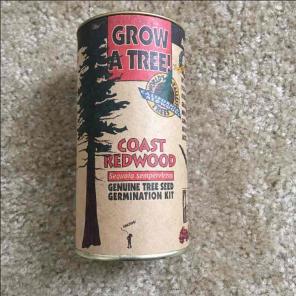 GROW
A TREE!
COAST
REDWOOD
Sequoia sempervirens
GENUINE TREE SEED
GERMINATION KIT